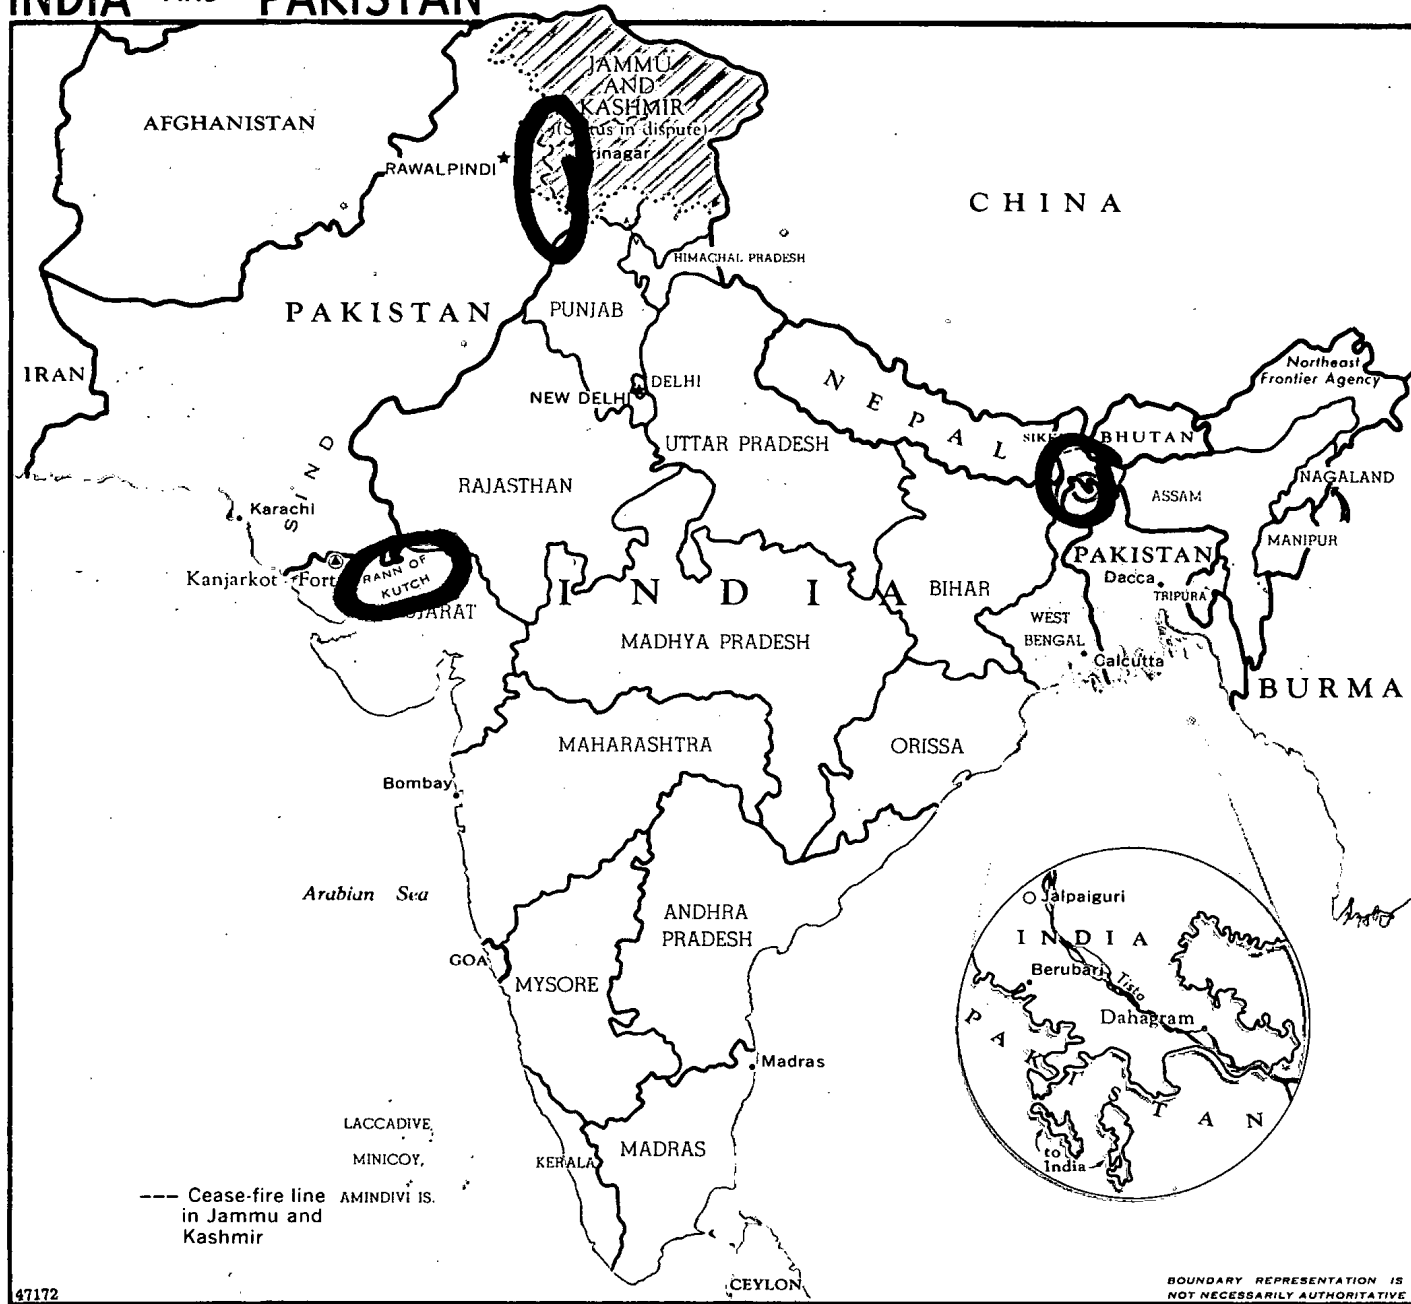 INDIA AND PAKISTAN
JAMMU
AND
KASHMIR
(Status in dispute)
Srinagar
AFGHANISTAN
RAWALPINDI
CHINA
HIMACHAL PRADESH
PAKISTAN
PUNJAB
IRAN
DELHI
NEW DELHI
NEPAL
Northeast
Frontier Agency
SIKK
BHUTAN
UTTAR PRADESH
SIND
RAJASTHAN
ASSAM
NAGALAND
Karachi
MANIPUR
PAKISTAN
Kanjarkot Fort
RANN OF
KUTCH
GUJARAT
INDIA
BIHAR
Dacca
TRIPURA
WEST
BENGAL
MADHYA PRADESH
Calcutta
BURMA
MAHARASHTRA
ORISSA
Bombay
Arabian Sea
ANDHRA
PRADESH
GOA
MYSORE
Jalpaiguri
INDIA
Berubari
Tista
Dahagram
PAKISTAN
to
India
Madras
LACCADIVE,
MINICOY,
AMINDIVI IS.
KERALA
MADRAS
--- Cease-fire line
in Jammu and
Kashmir
CEYLON
47172
BOUNDARY REPRESENTATION IS
NOT NECESSARILY AUTHORITATIVE